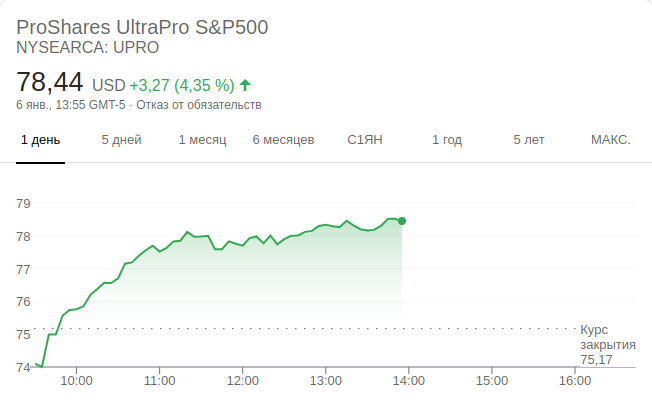 ProShares UltraPro S&P500
NYSEARCA: UPRO
78,44 USD +3,27 (4,35 %)
6 янв., 13:55 GMT-5 · Отказ от обязательств
1 день 5 дней 1 месяц 6 месяцев С1ЯН 1 год 5 лет МАКС.
79
78
77
76
75
Курс
закрытия
75,17
74
10:00 11:00 12:00 13:00 14:00 15:00 16:00